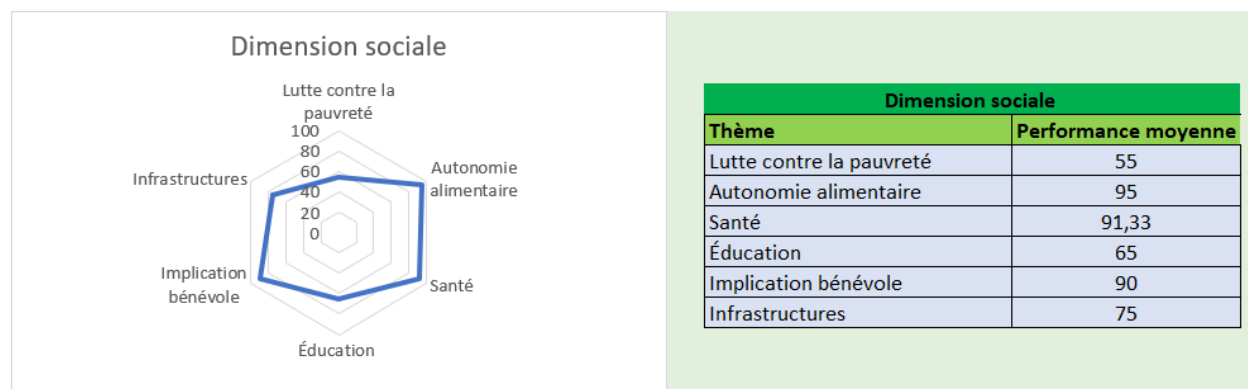 Dimension sociale
Lutte contre la
pauvreté
100
80
60
40
20
0
Autonomie
alimentaire
Santé
Éducation
Implication
bénévole
Infrastructures
Dimension sociale
Thème Performance moyenne
Lutte contre la pauvreté 55
Autonomie alimentaire 95
Santé 91,33
Éducation 65
Implication bénévole 90
Infrastructures 75